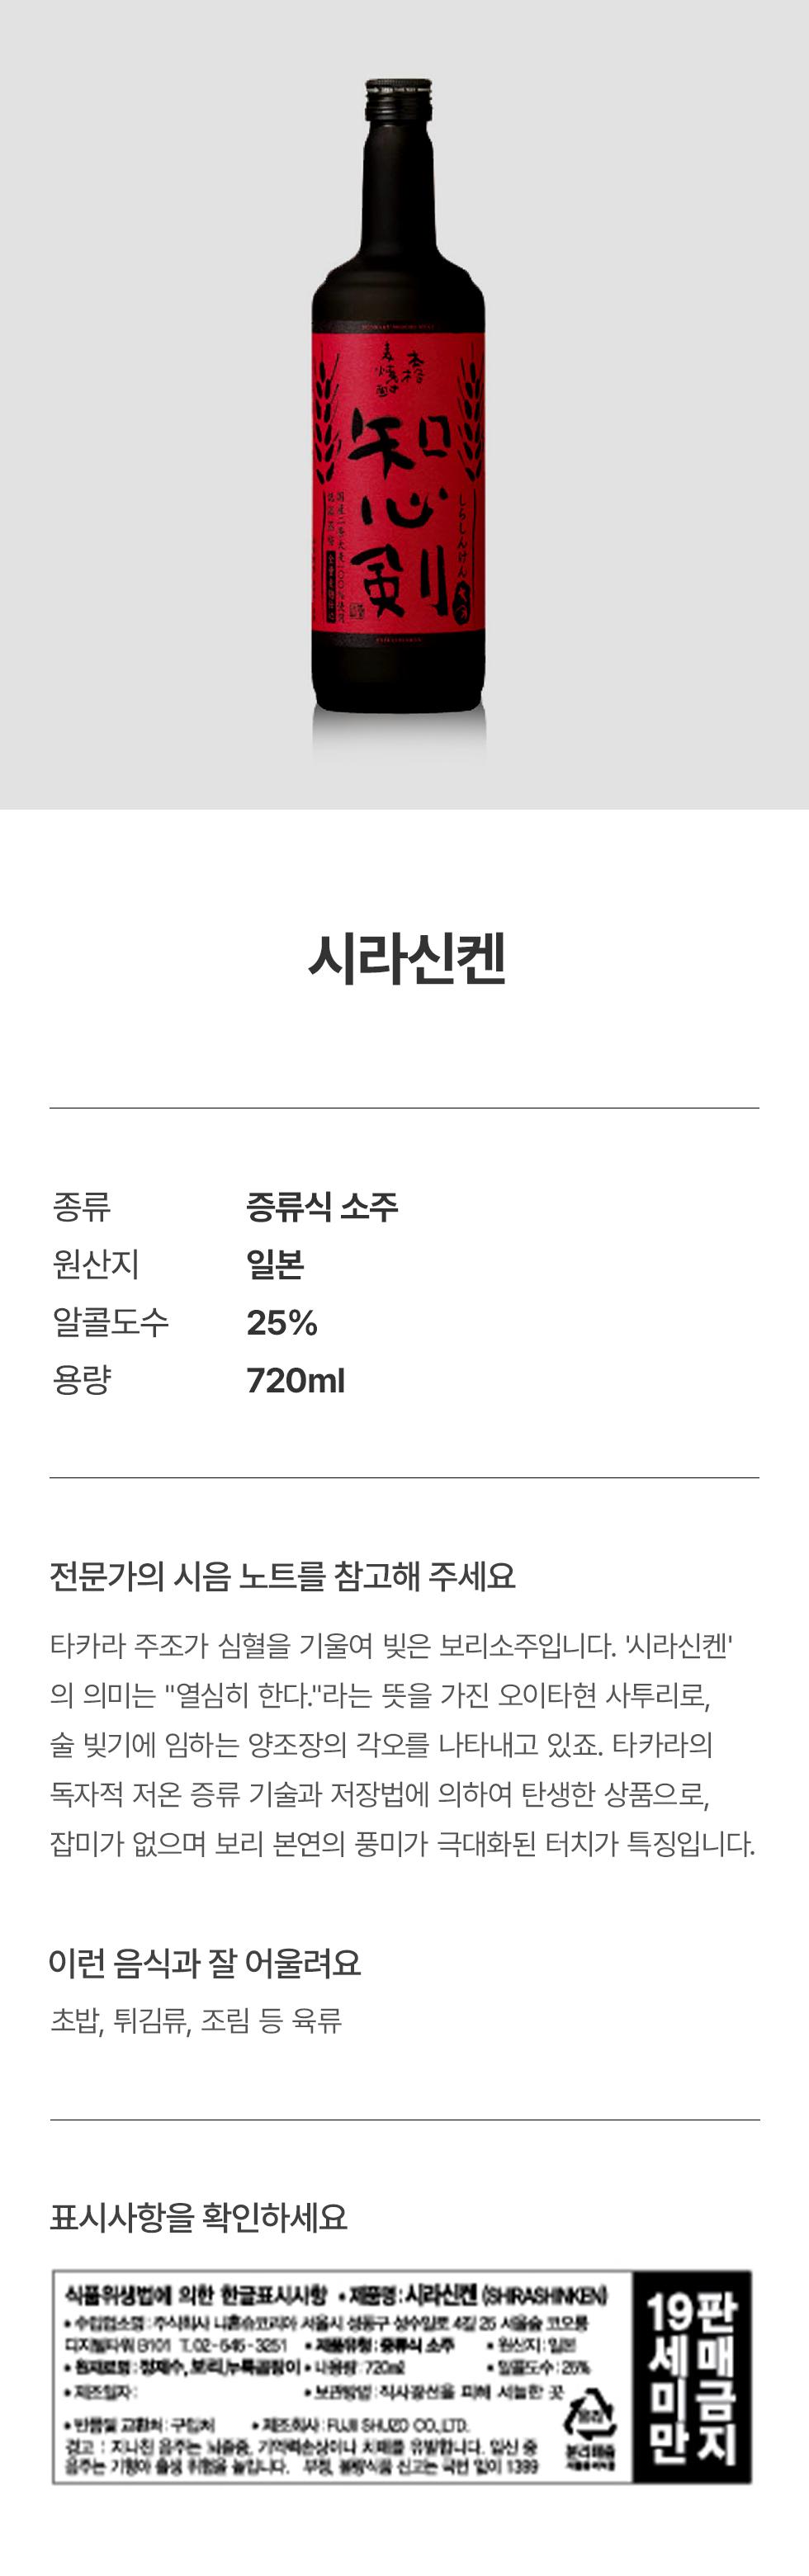 本格
麦焼酎
知心剣
しらしんけん
시라신켄
종류 증류식 소주
원산지 일본
알콜도수 25%
용량 720ml
전문가의 시음 노트를 참고해 주세요
타카라 주조가 심혈을 기울여 빚은 보리소주입니다. '시라신켄'
의 의미는 "열심히 한다."라는 뜻을 가진 오이타현 사투리로,
술 빚기에 임하는 양조장의 각오를 나타내고 있죠. 타카라의
독자적 저온 증류 기술과 저장법에 의하여 탄생한 상품으로,
잡미가 없으며 보리 본연의 풍미가 극대화된 터치가 특징입니다.
이런 음식과 잘 어울려요
초밥, 튀김류, 조림 등 육류
표시사항을 확인하세요
식품위생법에 의한 한글표시사항 • 제품명 : 시라신켄 (SHIRASHINKEN)
• 수입업소명 : 주식회사 니혼슈코리아 서울시 성동구 성수일로 4길 25 서울숲 코오롱
디지털타워 B101 T.02-645-3251 • 제품유형 : 증류식 소주 • 원산지 : 일본
• 원재료명 : 정제수, 보리,누룩곰팡이 • 내용량 : 720ml • 알콜도수 : 25%
• 제조일자 : • 보관방법 : 직사광선을 피해 서늘한 곳
• 반품및 교환처 : 구입처 • 제조회사 : FUJII SHUZO CO.,LTD.
경고 : 지나친 음주는 뇌졸중, 기억력손상이나 치매를 유발합니다. 임신 중
음주는 기형아 출생 위험을 높입니다. 부정, 불량식품 신고는 국번 없이 1399
분리배출
19세미만
판매금지